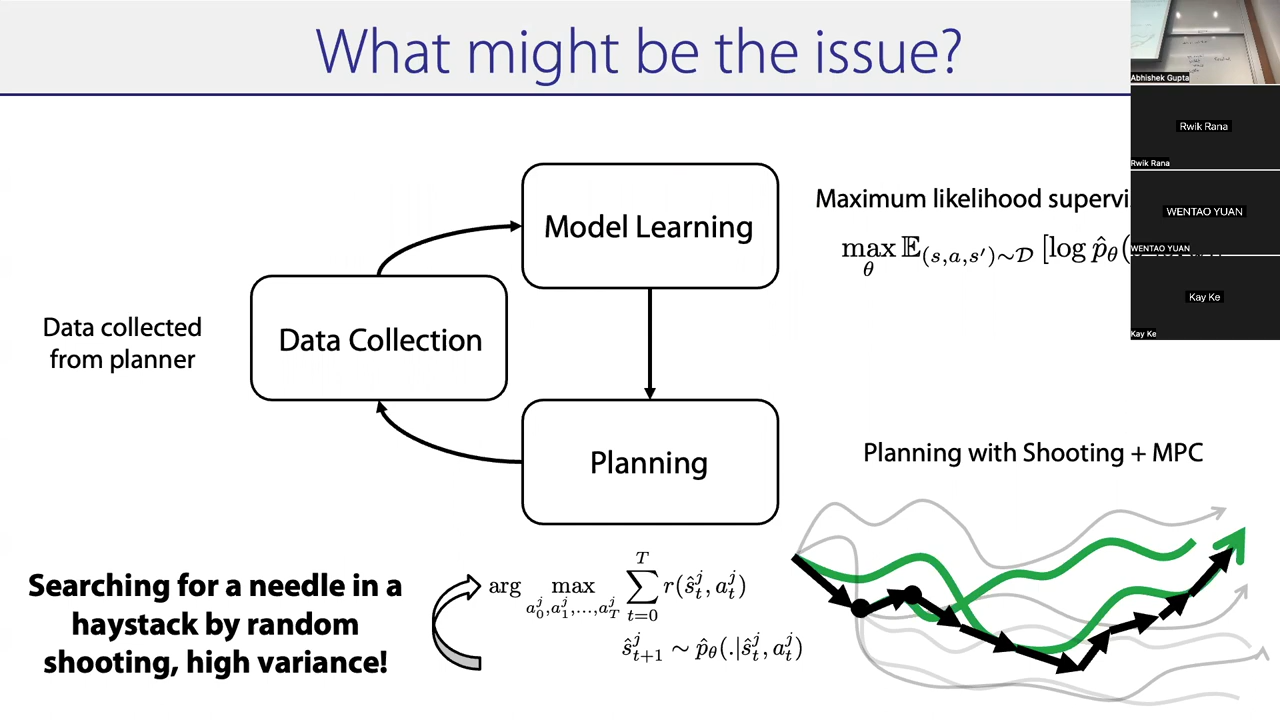 What might be the issue?
Abhishek Gupta
Rwik Rana
Rwik Rana
WENTAO YUAN
WENTAO YUAN
Kay Ke
Kay Ke
Model Learning
Maximum likelihood supervi
max_θ 𝔼_{(s,a,s′)∼𝒟} [log p̂_θ(
Data Collection
Data collected
from planner
Planning
Planning with Shooting + MPC
Searching for a needle in a
haystack by random
shooting, high variance!
arg max_{a_0^j,a_1^j,...,a_T^j} ∑_{t=0}^{T} r(ŝ_t^j, a_t^j)
ŝ_{t+1}^j ∼ p̂_θ(.|ŝ_t^j, a_t^j)